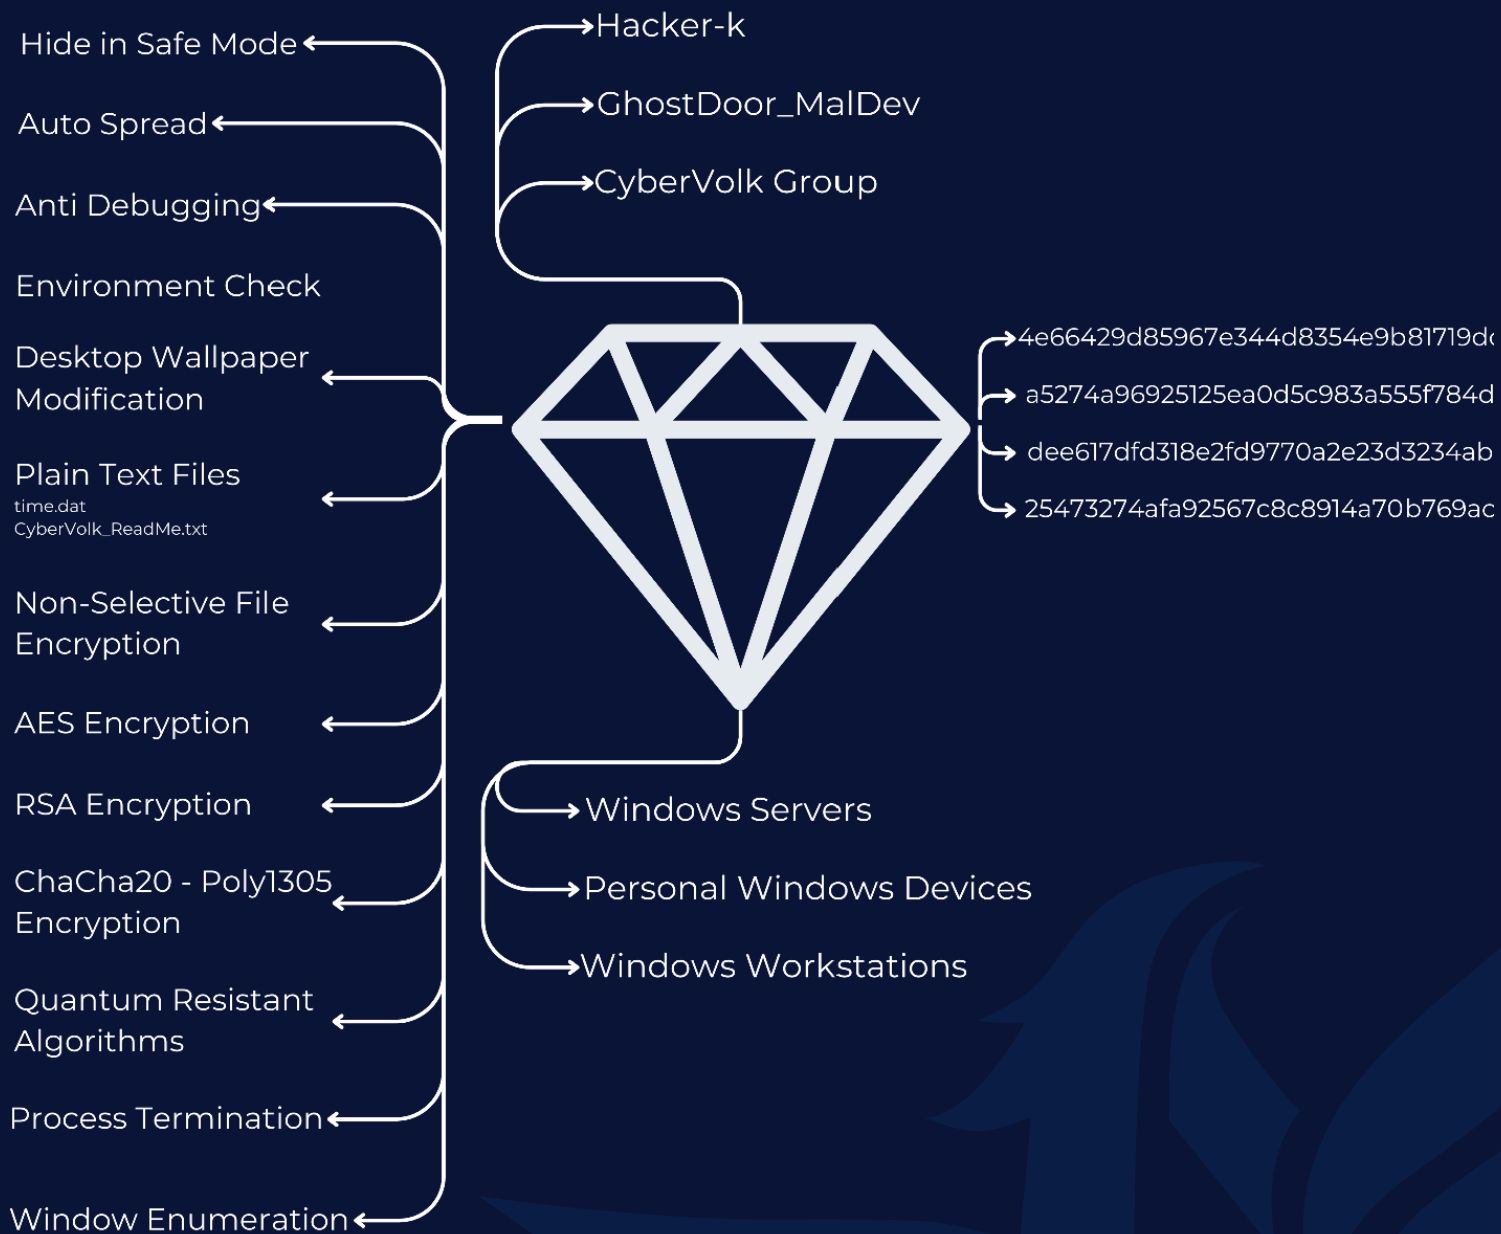 Hide in Safe Mode
Auto Spread
Anti Debugging
Environment Check
Desktop Wallpaper
Modification
Plain Text Files
time.dat
CyberVolk_ReadMe.txt
Non-Selective File
Encryption
AES Encryption
RSA Encryption
ChaCha20 - Poly1305
Encryption
Quantum Resistant
Algorithms
Process Termination
Window Enumeration
Hacker-k
GhostDoor_MalDev
CyberVolk Group
4e66429d85967e344d8354e9b81719d
a5274a96925125ea0d5c983a555f784d
dee617dfd318e2fd9770a2e23d3234ab
25473274afa92567c8c8914a70b769a
Windows Servers
Personal Windows Devices
Windows Workstations